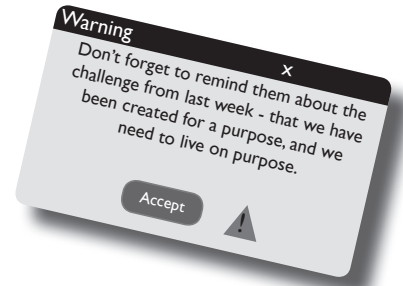 Warning x
Don't forget to remind them about the
challenge from last week - that we have
been created for a purpose, and we
need to live on purpose.
Accept
!